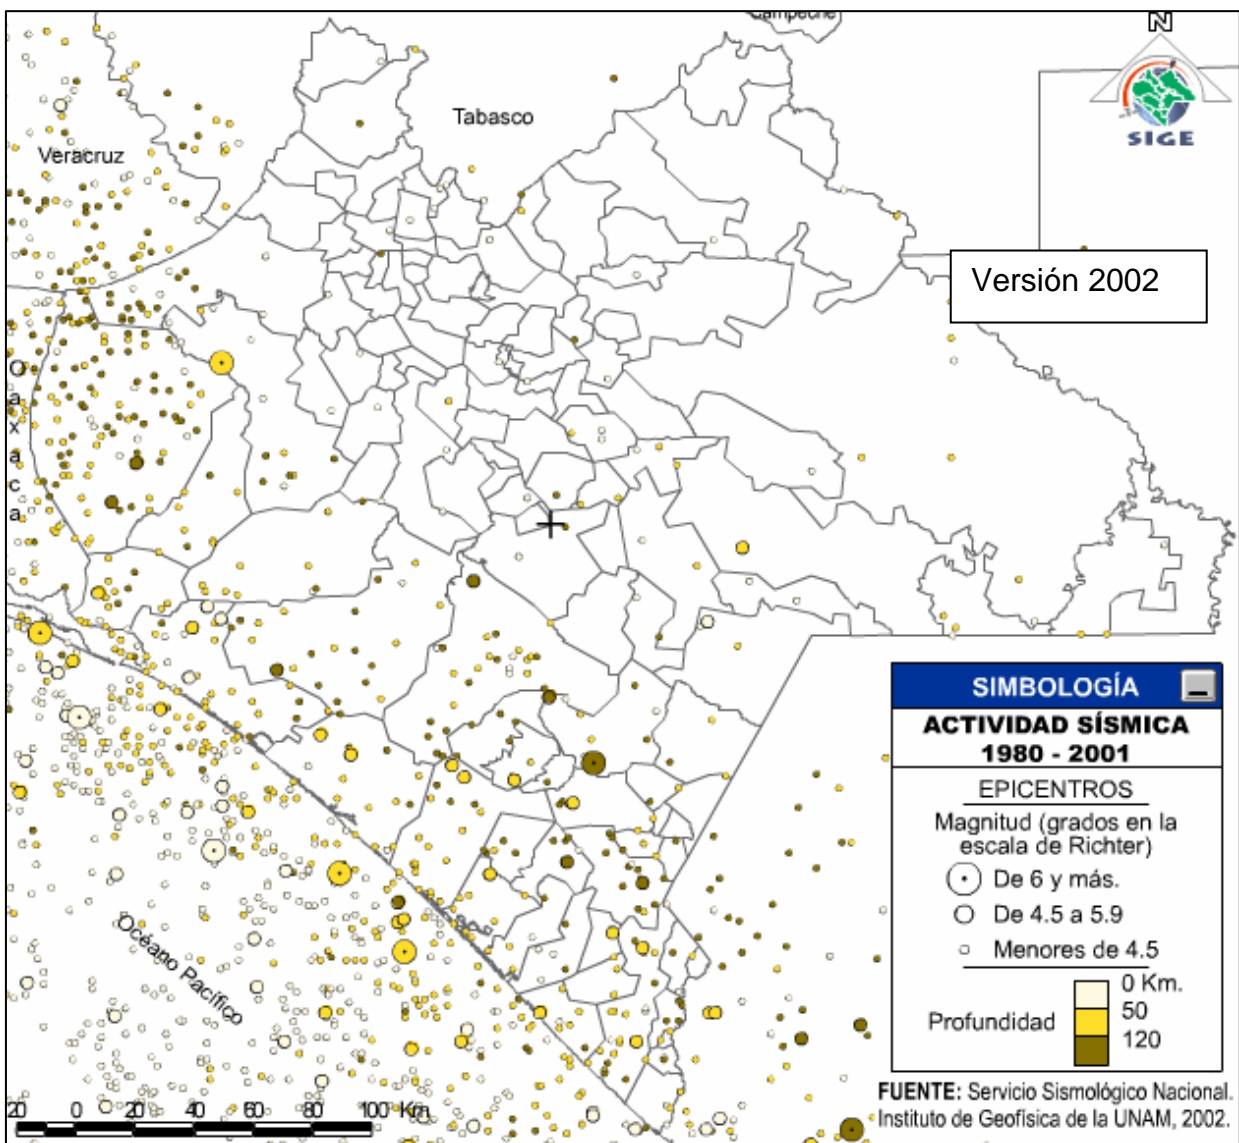 Campeche
N
Tabasco
SIGE
Veracruz
Versión 2002
Oaxaca
SIMBOLOGÍA
ACTIVIDAD SÍSMICA
1980 - 2001
EPICENTROS
Magnitud (grados en la
escala de Richter)
De 6 y más.
De 4.5 a 5.9
Menores de 4.5
0 Km.
50
Profundidad
120
Océano Pacífico
20 0 20 40 60 80 100 Km
FUENTE: Servicio Sismológico Nacional.
Instituto de Geofísica de la UNAM, 2002.